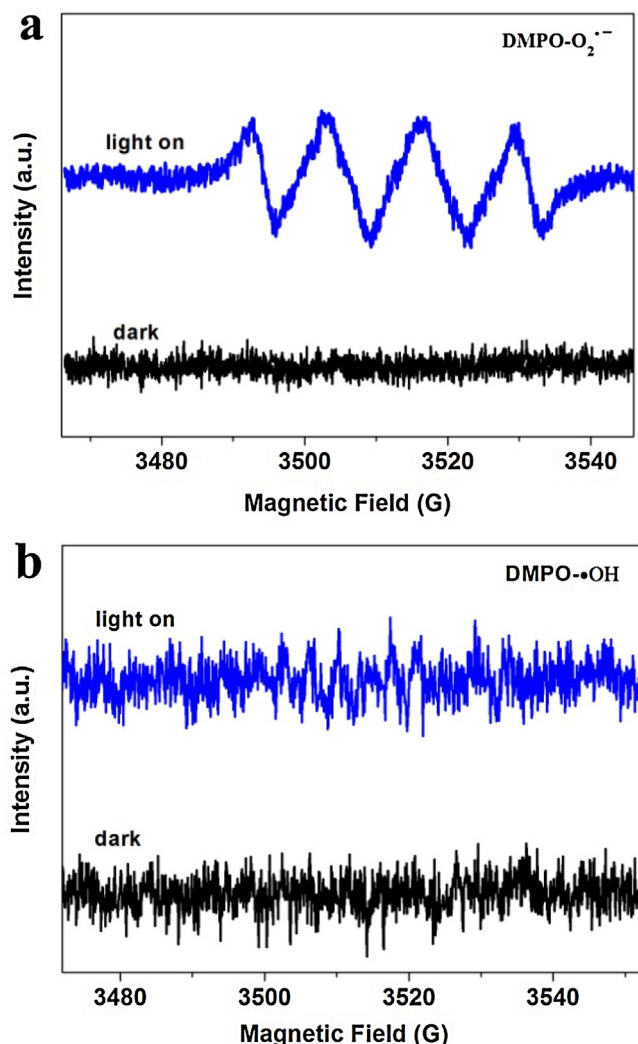 a
DMPO-O₂˙⁻
light on
dark
Intensity (a.u.)
3480 3500 3520 3540
Magnetic Field (G)
b
DMPO-•OH
light on
dark
Intensity (a.u.)
3480 3500 3520 3540
Magnetic Field (G)